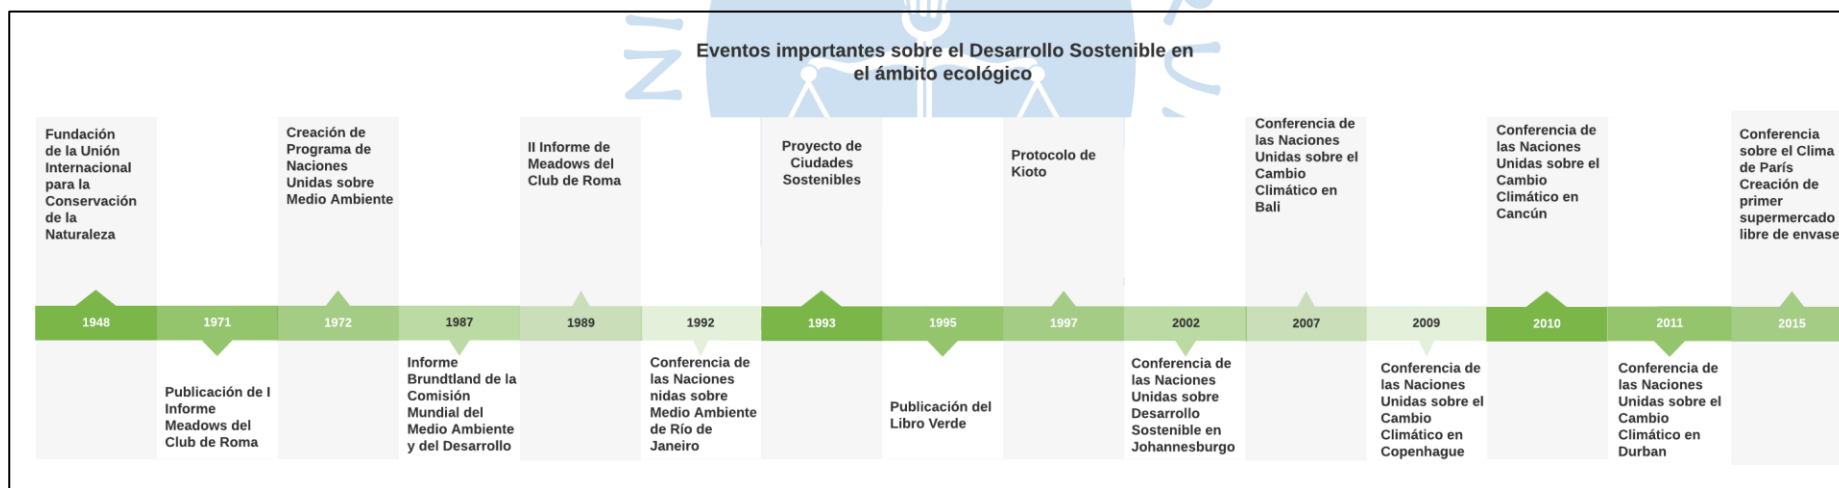 Eventos importantes sobre el Desarrollo Sostenible en
el ámbito ecológico
Fundación
de la Unión
Internacional
para la
Conservación
de la
Naturaleza
Creación de
Programa de
Naciones
Unidas sobre
Medio Ambiente
II Informe de
Meadows del
Club de Roma
Proyecto de
Ciudades
Sostenibles
Protocolo de
Kioto
Conferencia de
las Naciones
Unidas sobre el
Cambio
Climático en
Bali
Conferencia de
las Naciones
Unidas sobre el
Cambio
Climático en
Cancún
Conferencia
sobre el Clima
de París
Creación de
primer
supermercado
libre de envase
1948 1971 1972 1987 1989 1992 1993 1995 1997 2002 2007 2009 2010 2011 2015
Publicación de I
Informe
Meadows del
Club de Roma
Informe
Brundtland de la
Comisión
Mundial del
Medio Ambiente
y del Desarrollo
Conferencia de
las Naciones
nidas sobre
Medio Ambiente
de Río de
Janeiro
Publicación del
Libro Verde
Conferencia de
las Naciones
Unidas sobre
Desarrollo
Sostenible en
Johannesburgo
Conferencia de
las Naciones
Unidas sobre el
Cambio
Climático en
Copenhague
Conferencia de
las Naciones
Unidas sobre el
Cambio
Climático en
Durban